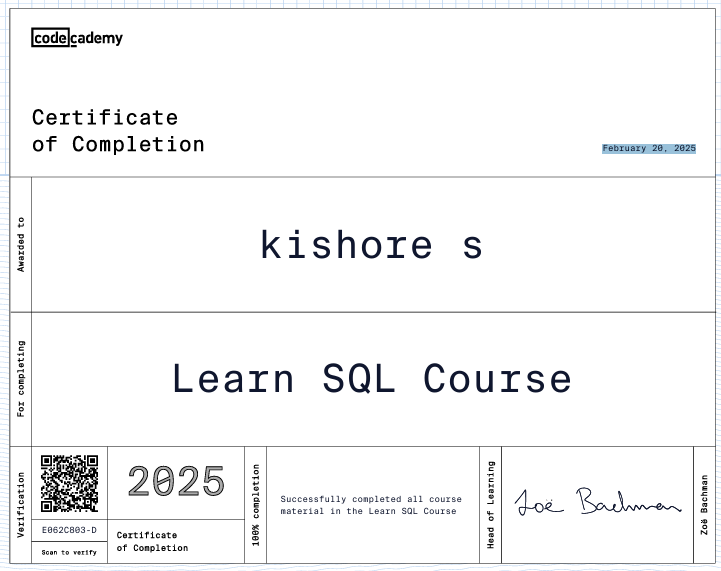 codecademy
Certificate
of Completion
February 20, 2025
Awarded to
kishore s
For completing
Learn SQL Course
Verification
E062C803-D
Scan to verify
2025
Certificate
of Completion
100% completion
Successfully completed all course
material in the Learn SQL Course
Head of Learning
Zoë Bachman
Zoë Bachman